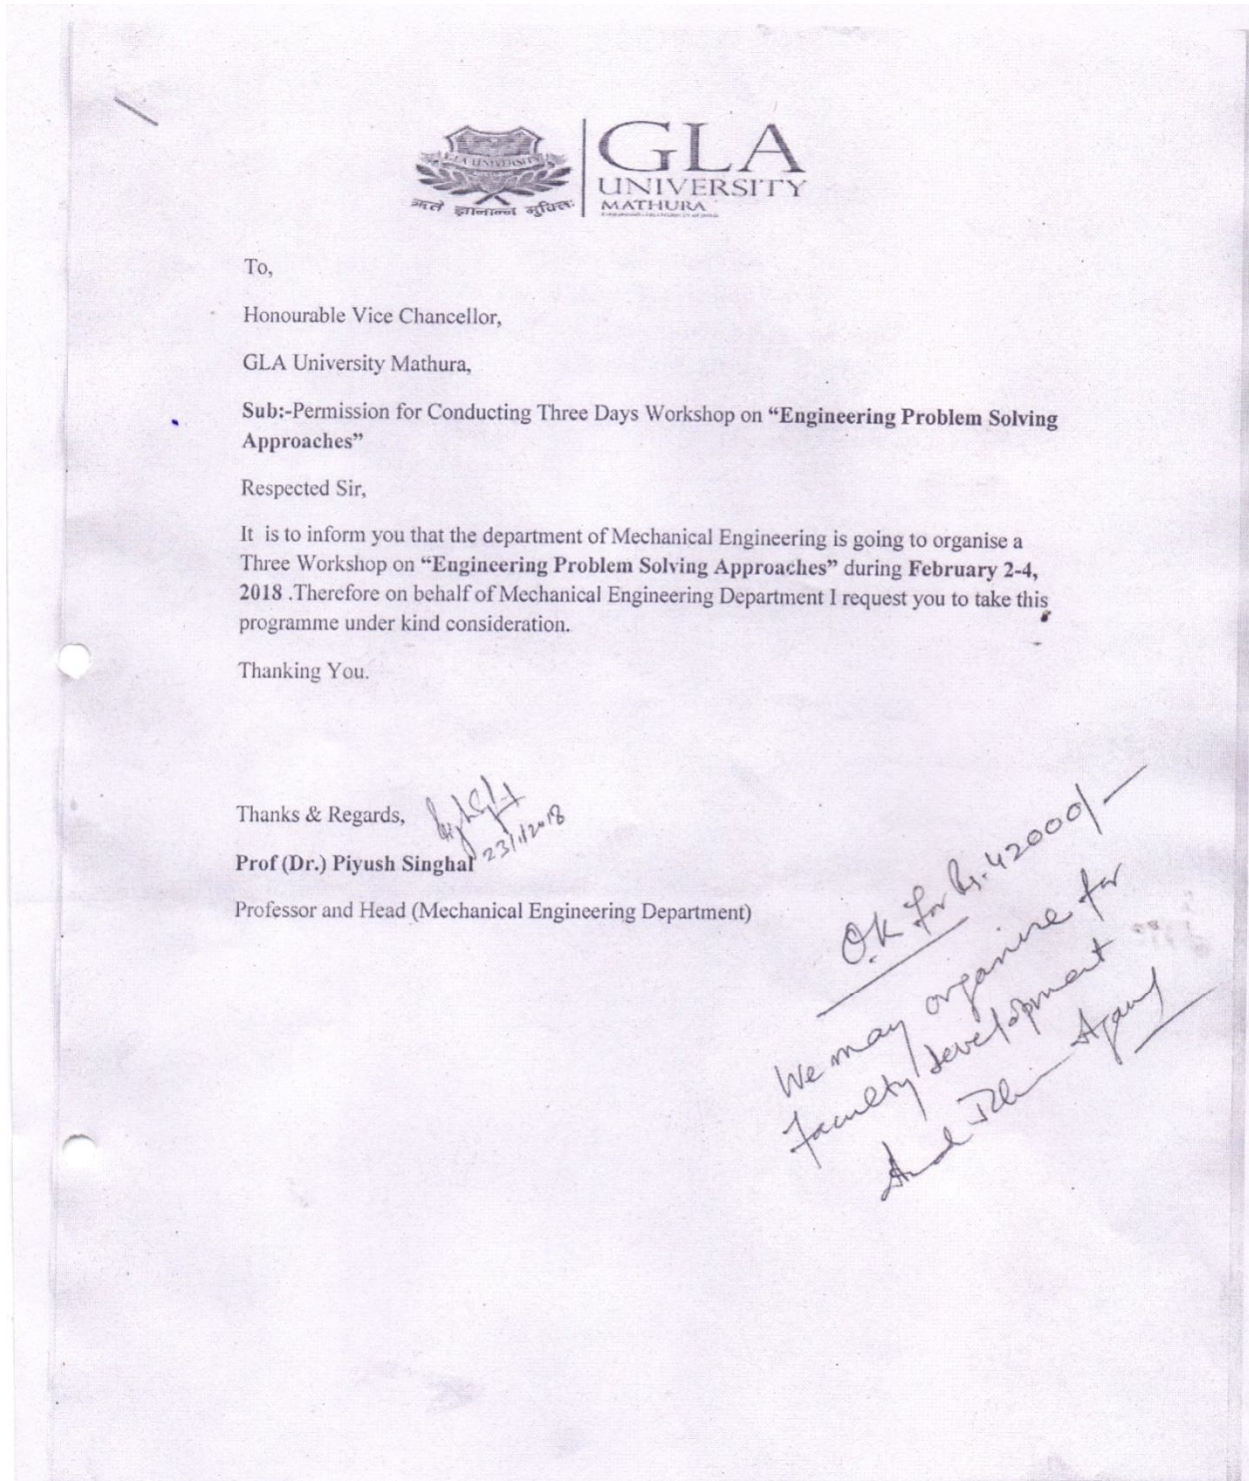 GLA UNIVERSITY
GLA
UNIVERSITY
MATHURA
ऋते ज्ञानान्न मुक्तिः
To,
Honourable Vice Chancellor,
GLA University Mathura,
Sub:-Permission for Conducting Three Days Workshop on “Engineering Problem Solving
Approaches”
Respected Sir,
It is to inform you that the department of Mechanical Engineering is going to organise a
Three Workshop on “Engineering Problem Solving Approaches” during February 2-4,
2018 .Therefore on behalf of Mechanical Engineering Department I request you to take this
programme under kind consideration.
Thanking You.
Thanks & Regards,
23/1/2018
Prof (Dr.) Piyush Singhal
Professor and Head (Mechanical Engineering Department)
O.K for Rs. 42000/-
We may organise for
faculty development